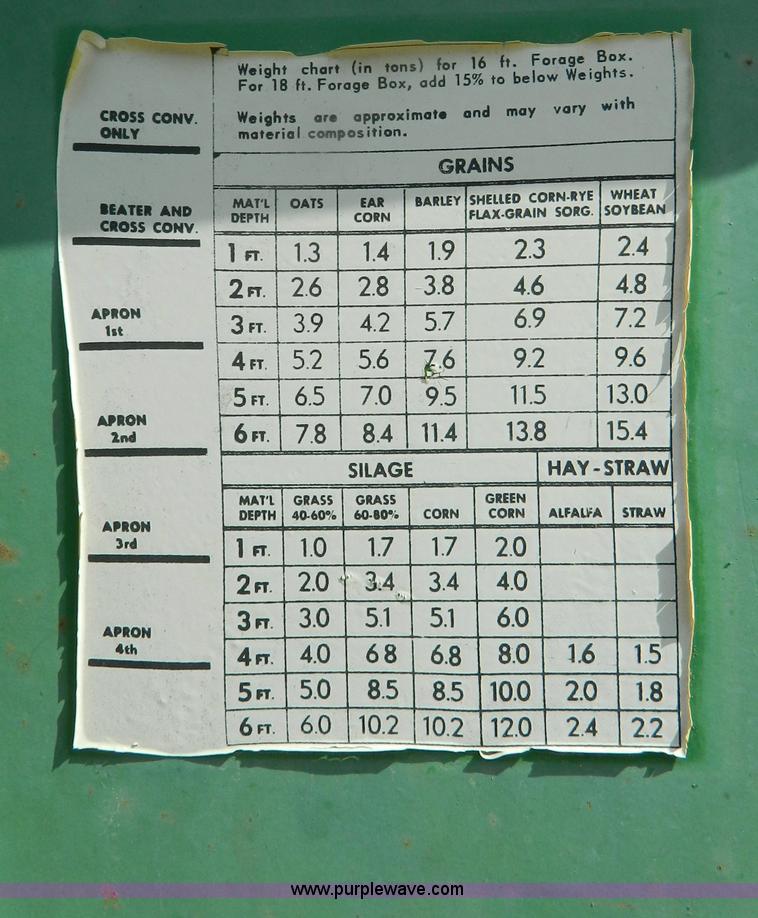 Weight chart (in tons) for 16 ft. Forage Box.
For 18 ft. Forage Box, add 15% to below Weights.
Weights are approximate and may vary with
material composition.
CROSS CONV.
ONLY
BEATER AND
CROSS CONV.
APRON
1st
APRON
2nd
APRON
3rd
APRON
4th
GRAINS
MAT'L DEPTH OATS EAR CORN BARLEY SHELLED CORN-RYE FLAX-GRAIN SORG. WHEAT SOYBEAN
1 FT. 1.3 1.4 1.9 2.3 2.4
2 FT. 2.6 2.8 3.8 4.6 4.8
3 FT. 3.9 4.2 5.7 6.9 7.2
4 FT. 5.2 5.6 7.6 9.2 9.6
5 FT. 6.5 7.0 9.5 11.5 13.0
6 FT. 7.8 8.4 11.4 13.8 15.4
SILAGE HAY-STRAW
MAT'L DEPTH GRASS 40-60% GRASS 60-80% CORN GREEN CORN ALFALFA STRAW
1 FT. 1.0 1.7 1.7 2.0
2 FT. 2.0 3.4 3.4 4.0
3 FT. 3.0 5.1 5.1 6.0
4 FT. 4.0 6 8 6.8 8.0 1.6 1.5
5 FT. 5.0 8.5 8.5 10.0 2.0 1.8
6 FT. 6.0 10.2 10.2 12.0 2.4 2.2
www.purplewave.com